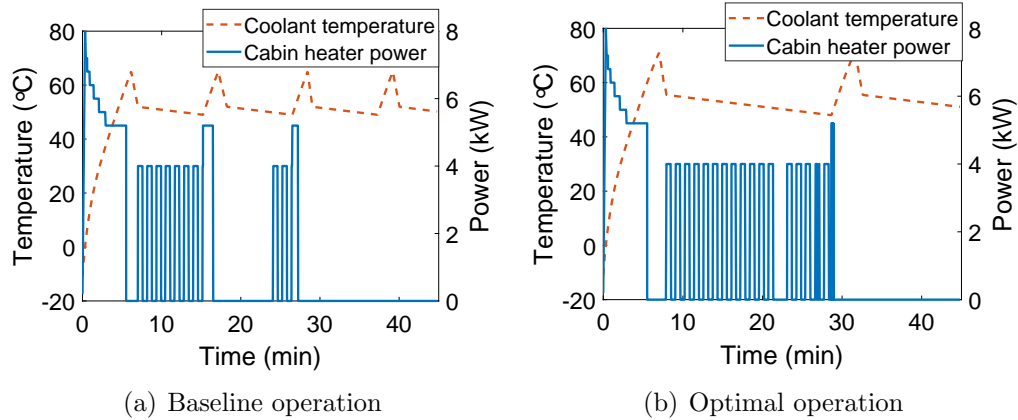 Coolant temperature
Cabin heater power
80
60
40
20
0
-20
Temperature (°C)
8
6
4
2
0
Power (kW)
0
10
20
30
40
Time (min)
(a) Baseline operation
Coolant temperature
Cabin heater power
80
60
40
20
0
-20
Temperature (°C)
8
6
4
2
0
Power (kW)
0
10
20
30
40
Time (min)
(b) Optimal operation